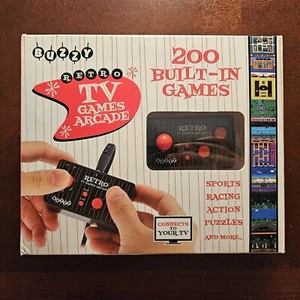 BUZZY
RETRO
TV
GAMES
ARCADE
200
BUILT-IN
GAMES
RETRO
SPORTS
RACING
ACTION
PUZZLES
AND MORE...
RETRO
CONNECTS
TO
YOUR TV